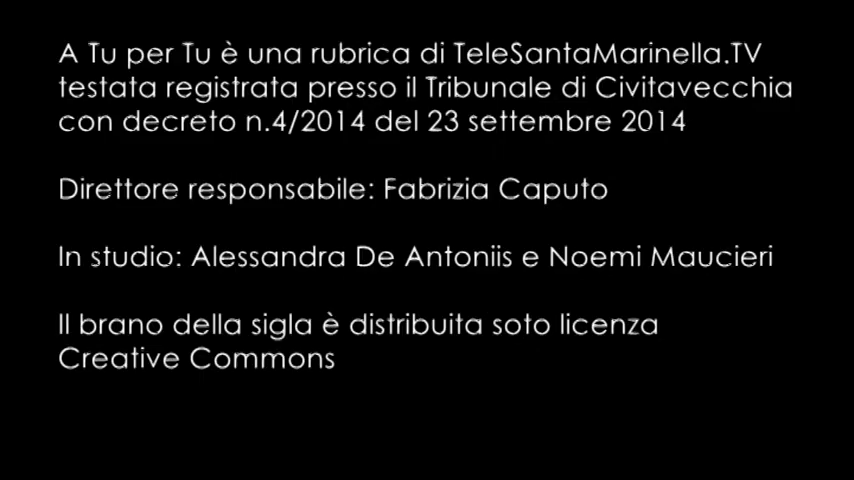 A Tu per Tu è una rubrica di TeleSantaMarinella.TV
testata registrata presso il Tribunale di Civitavecchia
con decreto n.4/2014 del 23 settembre 2014
Direttore responsabile: Fabrizia Caputo
In studio: Alessandra De Antoniis e Noemi Maucieri
Il brano della sigla è distribuita soto licenza
Creative Commons